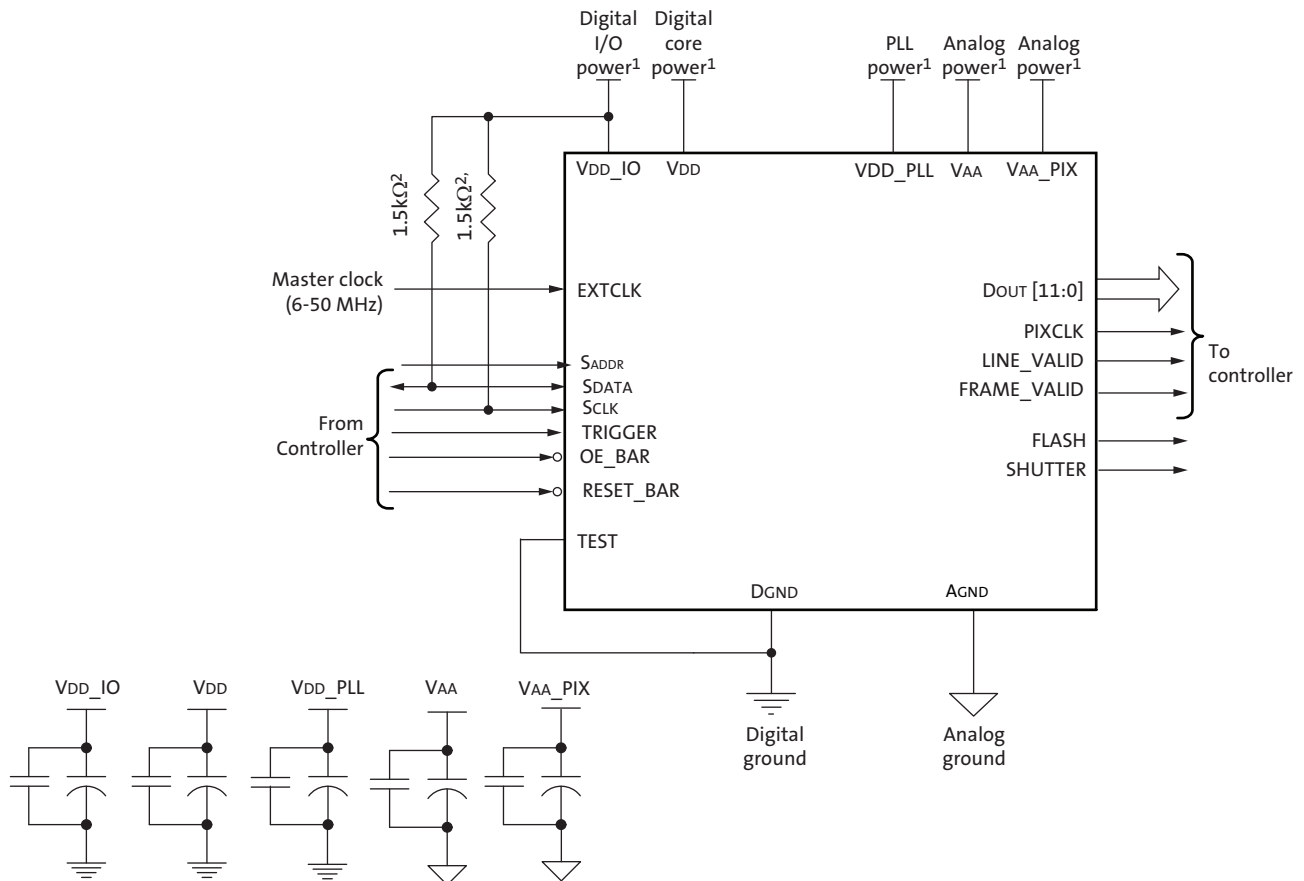 Digital
I/O
power1
Digital
core
power1
PLL
power1
Analog
power1
Analog
power1
VDD_IO
VDD
VDD_PLL
VAA
VAA_PIX
1.5kΩ2
1.5kΩ2,
Master clock
(6-50 MHz)
EXTCLK
DOUT [11:0]
PIXCLK
LINE_VALID
FRAME_VALID
To
controller
SADDR
SDATA
SCLK
TRIGGER
OE_BAR
RESET_BAR
From
Controller
FLASH
SHUTTER
TEST
DGND
AGND
Digital
ground
Analog
ground
VDD_IO
VDD
VDD_PLL
VAA
VAA_PIX